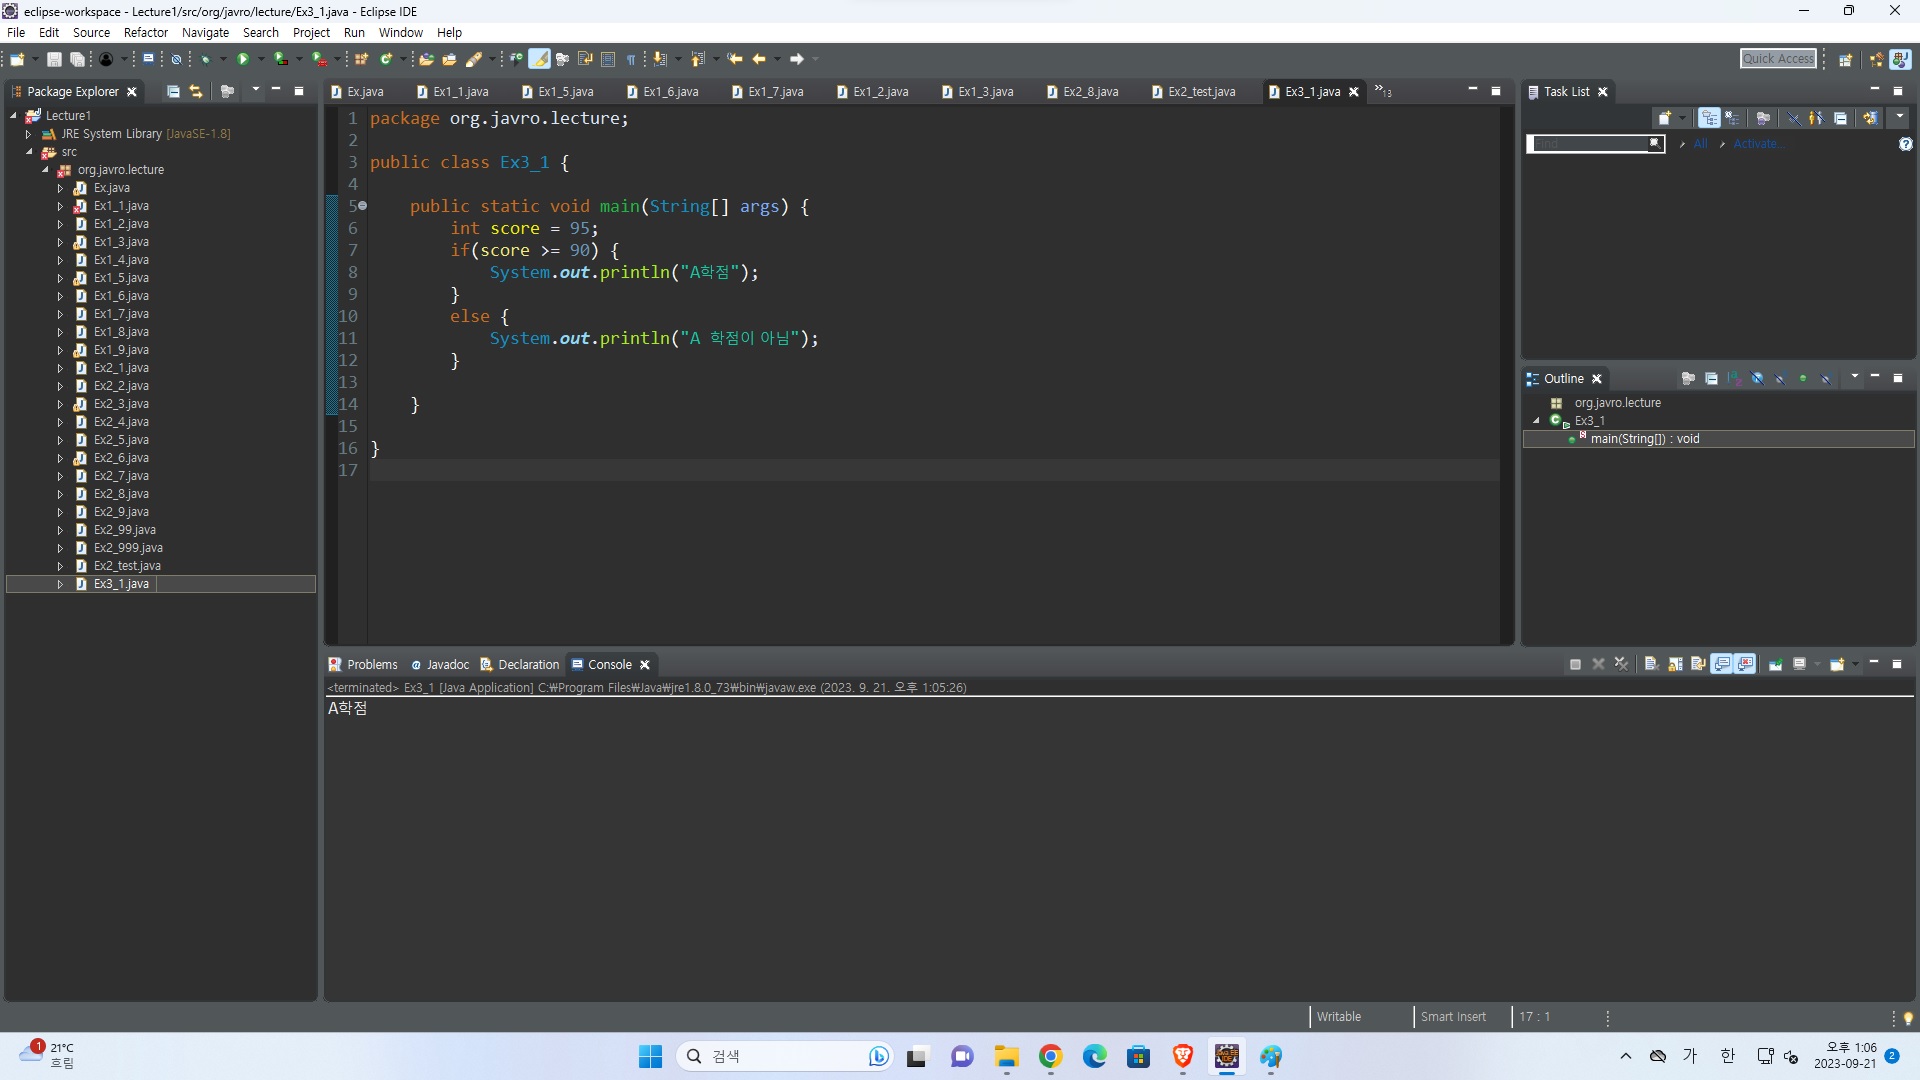 eclipse-workspace - Lecture1/src/org/javro/lecture/Ex3_1.java - Eclipse IDE
File Edit Source Refactor Navigate Search Project Run Window Help
Quick Access
Package Explorer
Lecture1
JRE System Library [JavaSE-1.8]
src
org.javro.lecture
Ex.java
Ex1_1.java
Ex1_2.java
Ex1_3.java
Ex1_4.java
Ex1_5.java
Ex1_6.java
Ex1_7.java
Ex1_8.java
Ex1_9.java
Ex2_1.java
Ex2_2.java
Ex2_3.java
Ex2_4.java
Ex2_5.java
Ex2_6.java
Ex2_7.java
Ex2_8.java
Ex2_9.java
Ex2_99.java
Ex2_999.java
Ex2_test.java
Ex3_1.java
Ex.java Ex1_1.java Ex1_5.java Ex1_6.java Ex1_7.java Ex1_2.java Ex1_3.java Ex2_8.java Ex2_test.java Ex3_1.java »13
1 package org.javro.lecture;
2
3 public class Ex3_1 {
4
5 public static void main(String[] args) {
6 int score = 95;
7 if(score >= 90) {
8 System.out.println("A학점");
9 }
10 else {
11 System.out.println("A 학점이 아님");
12 }
13
14 }
15
16 }
17
Task List
Find All Activate...
Outline
org.javro.lecture
Ex3_1
main(String[]) : void
Problems Javadoc Declaration Console
<terminated> Ex3_1 [Java Application] C:₩Program Files₩Java₩jre1.8.0_73₩bin₩javaw.exe (2023. 9. 21. 오후 1:05:26)
A학점
Writable Smart Insert 17 : 1
1 21°C
흐림
검색
가 한
오후 1:06
2023-09-21 2